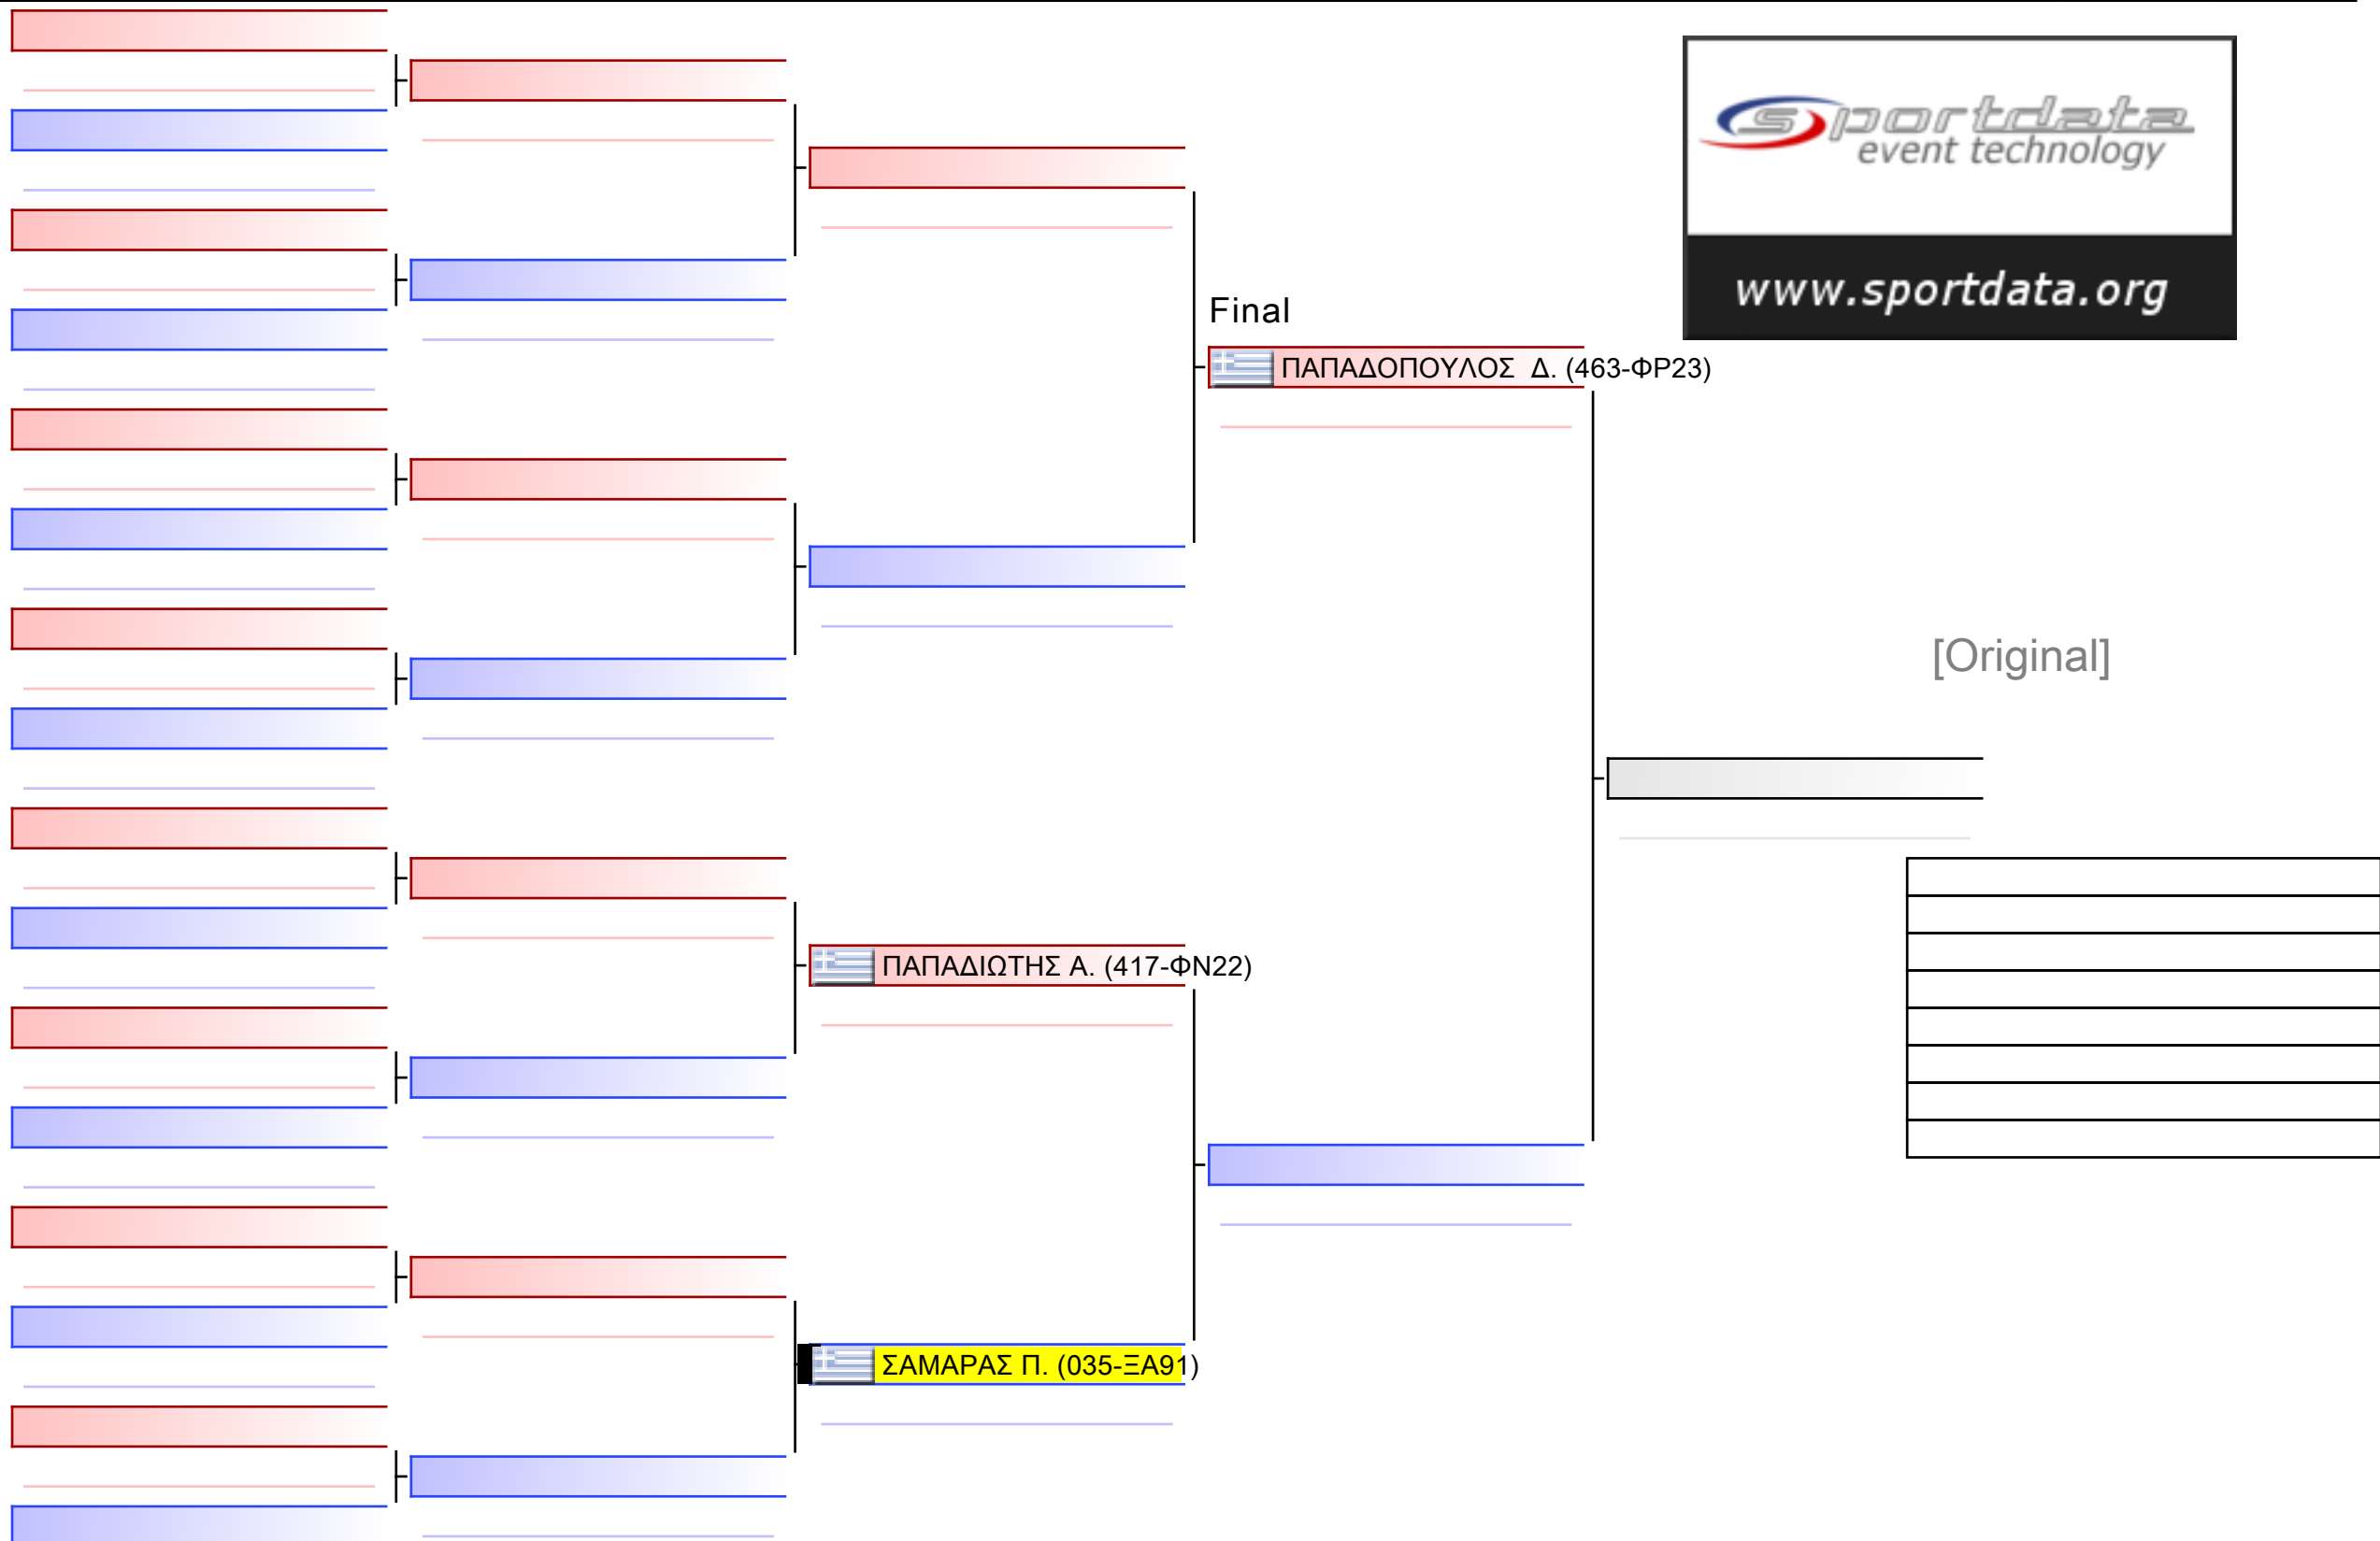 sportdata
event technology
www.sportdata.org
Final
ΠΑΠΑΔΟΠΟΥΛΟΣ  Δ. (463-ΦΡ23)
[Original]
ΠΑΠΑΔΙΩΤΗΣ Α. (417-ΦΝ22)
ΣΑΜΑΡΑΣ Π. (035-ΞΑ91)